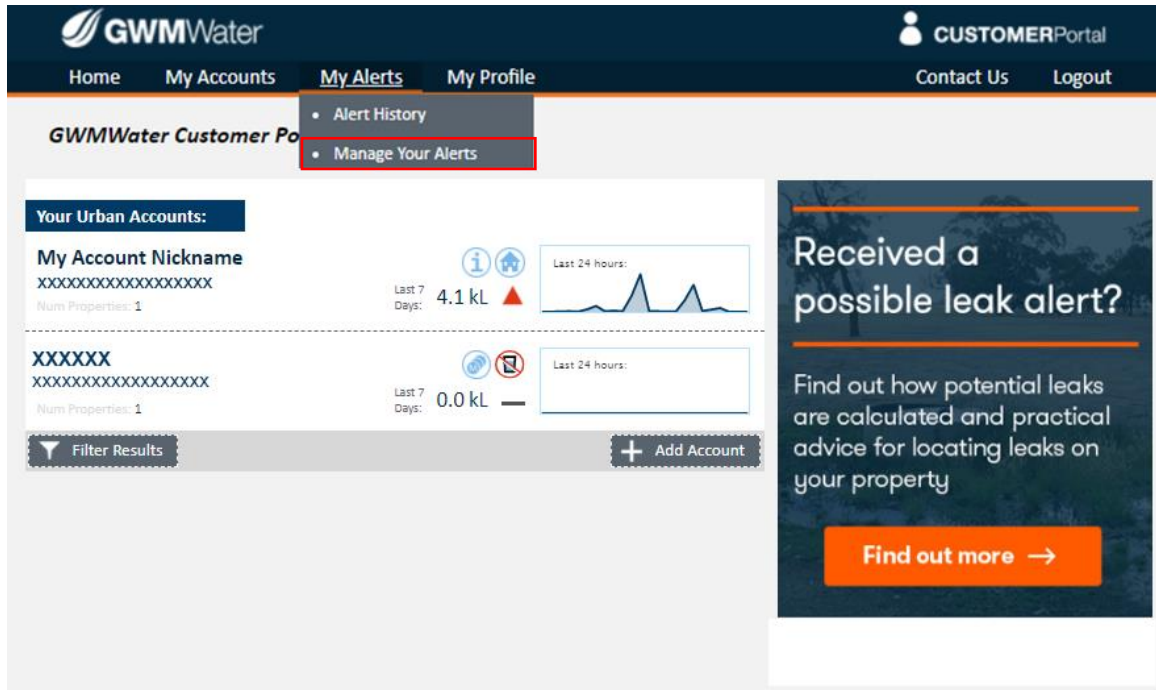 GWMWater
CUSTOMERPortal
Home My Accounts My Alerts My Profile Contact Us Logout
• Alert History
GWMWater Customer Po
• Manage Your Alerts
Your Urban Accounts:
My Account Nickname
XXXXXXXXXXXXXXXXXX
Num Properties: 1
Last 7
Days: 4.1 kL
Last 24 hours:
XXXXXX
XXXXXXXXXXXXXXXXXX
Num Properties: 1
Last 7
Days: 0.0 kL
Last 24 hours:
Filter Results
Add Account
Received a
possible leak alert?
Find out how potential leaks
are calculated and practical
advice for locating leaks on
your property
Find out more →